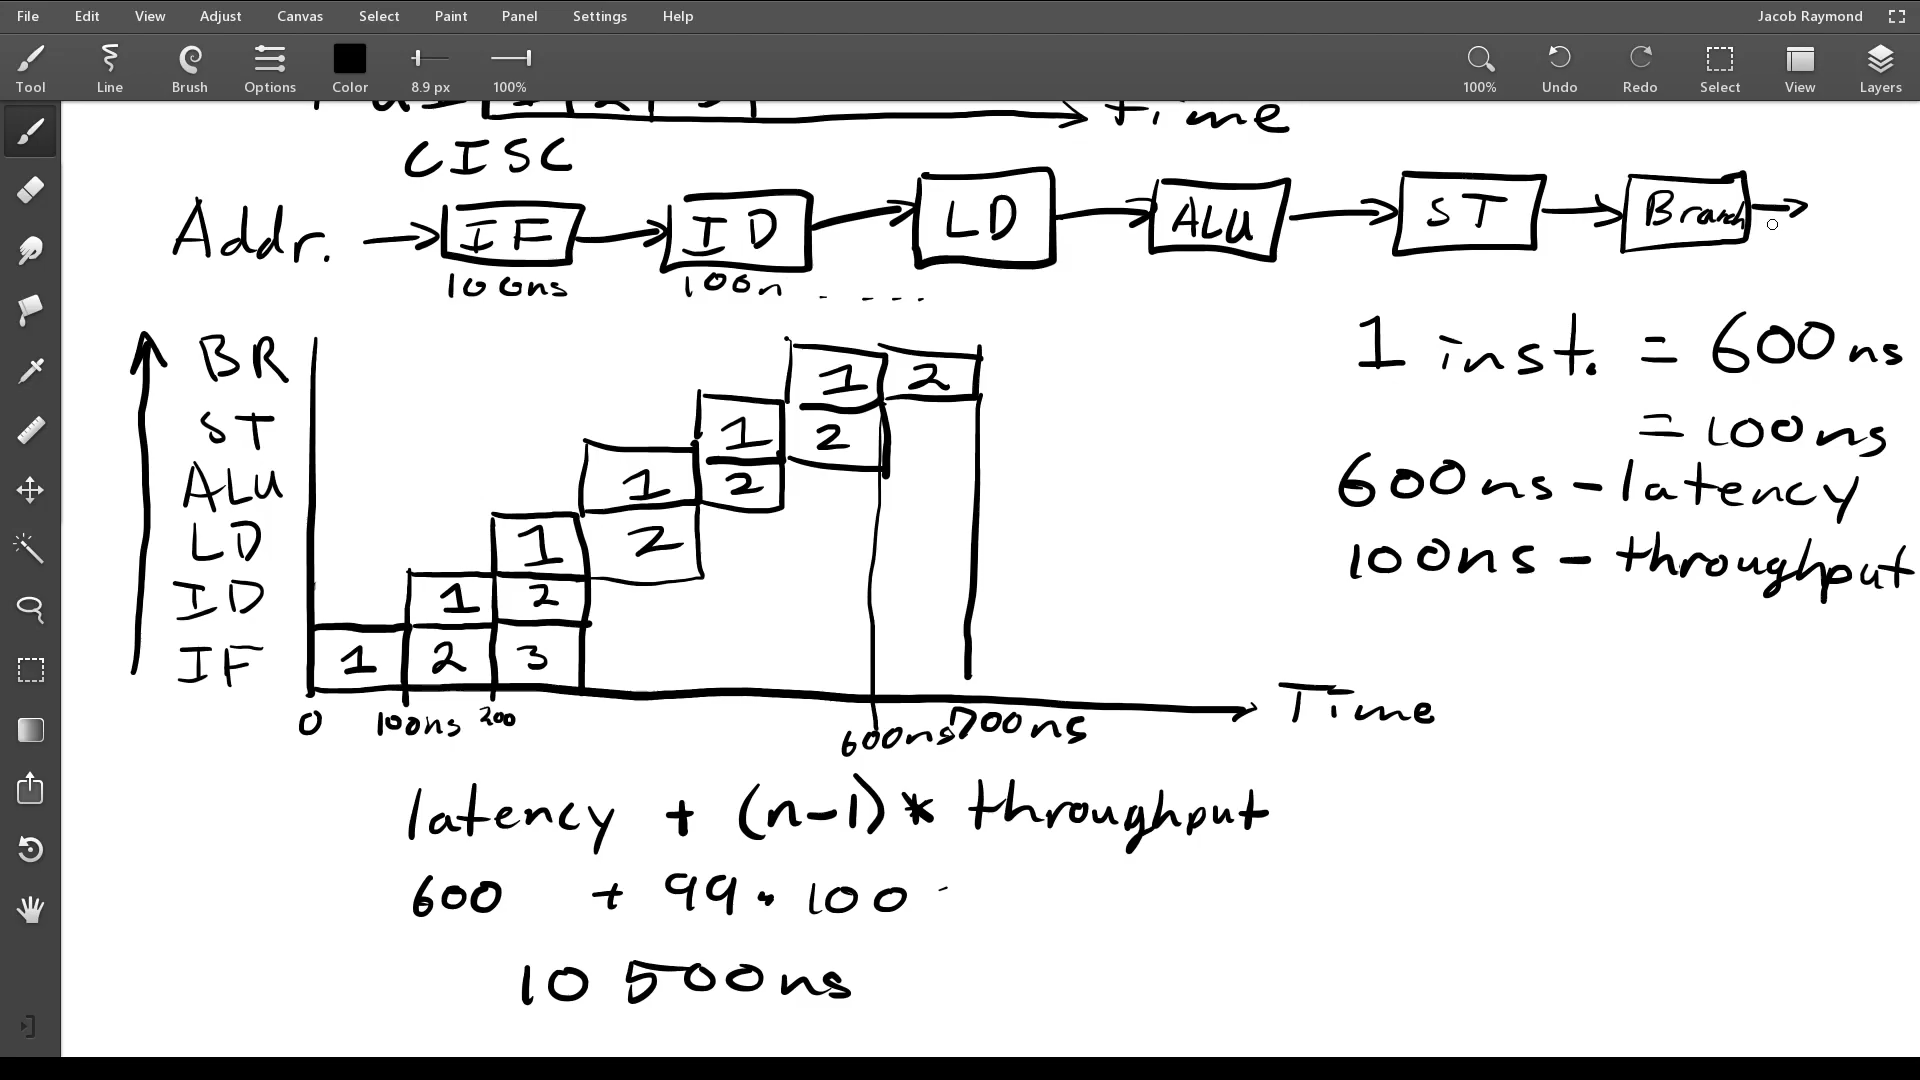 File Edit View Adjust Canvas Select Paint Panel Settings Help Jacob Raymond
Tool Line Brush Options Color 8.9 px 100% 100% Undo Redo Select View Layers
time
CISC
Addr. IF ID LD ALU ST Branch
100ns 100n
BR 1 2
ST 1 2
ALU 1 2
LD 1 2
ID 1 2
IF 1 2 3
0 100ns 200 600ns 700ns
Time
1 inst. = 600ns
= 100ns
600ns - latency
100ns - throughput
latency + (n-1) * throughput
600 + 99 . 100
10 500ns